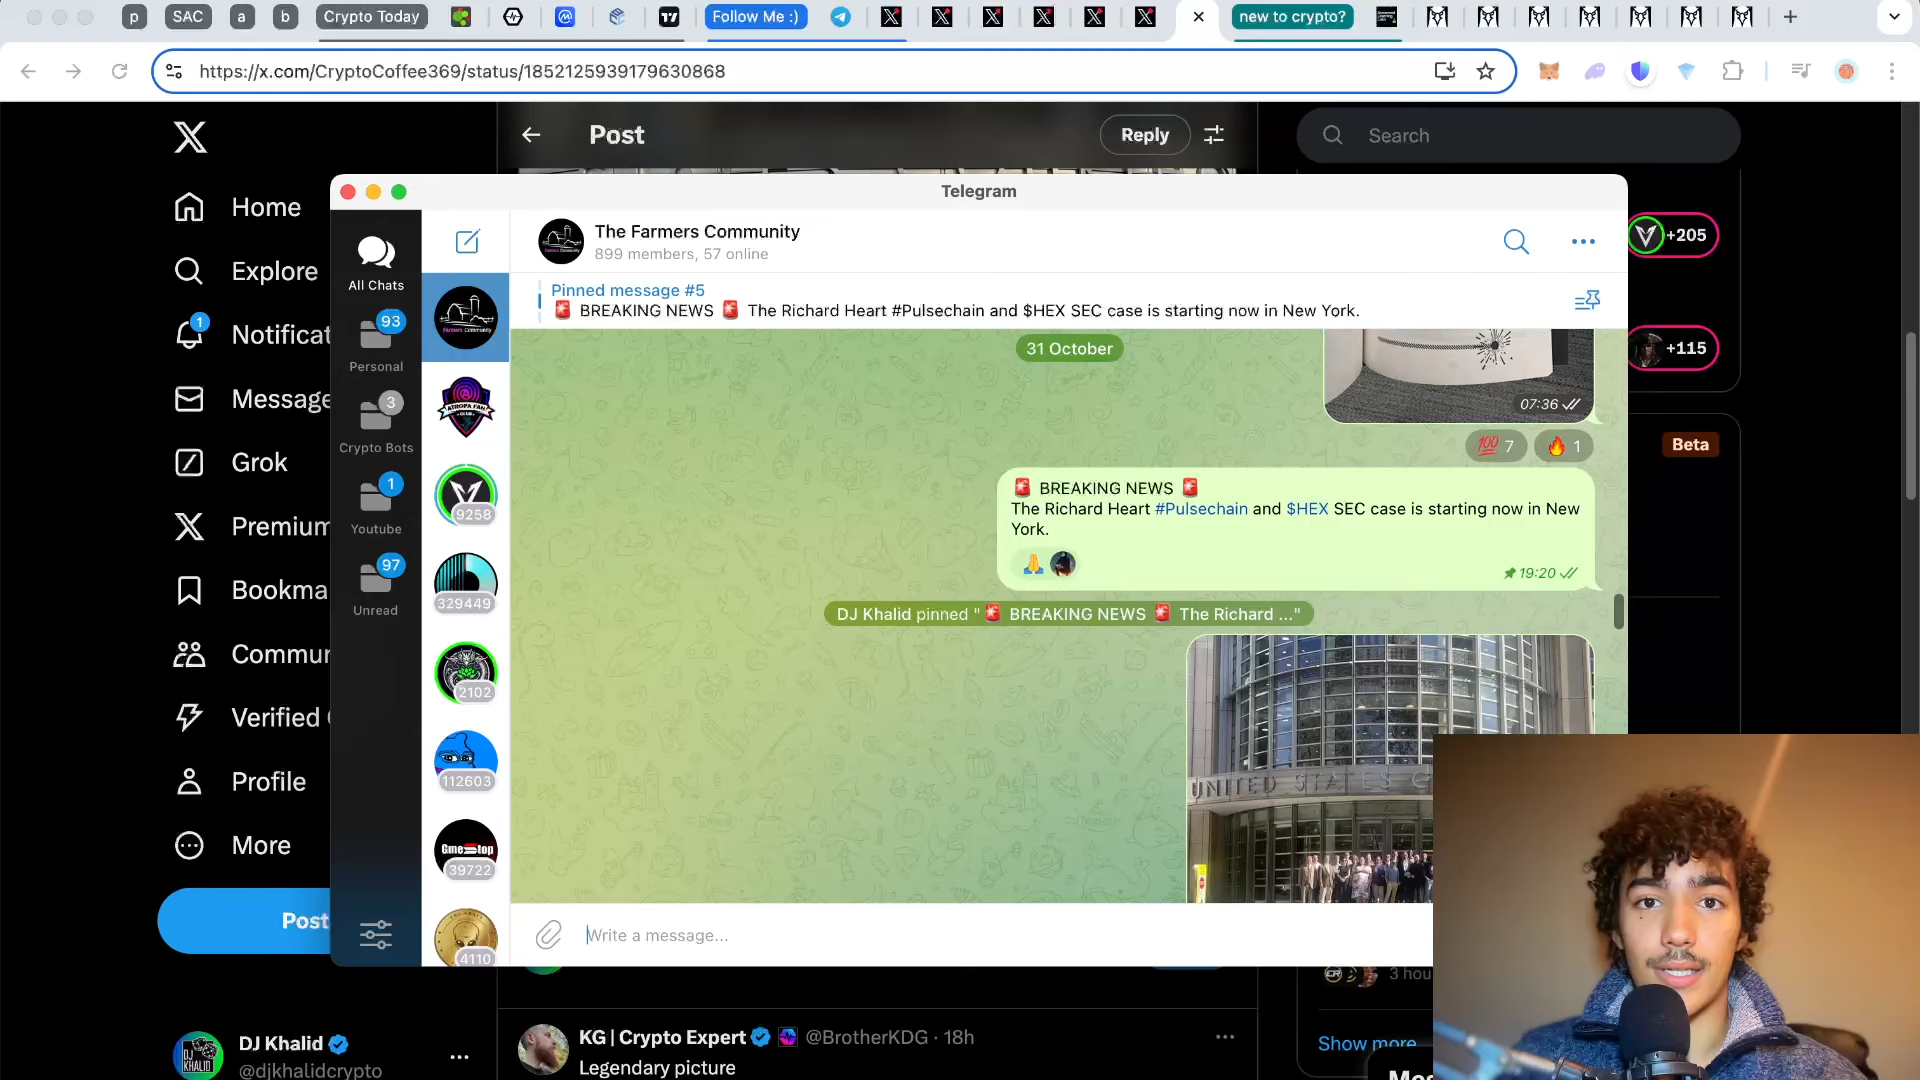 p
SAC
a
b
Crypto Today
Follow Me :)
new to crypto?
https://x.com/CryptoCoffee369/status/1852125939179630868
Post
Reply
Search
Home
Explore
1
Notificat
Message
Grok
Premium
Bookma
Commun
Verified
Profile
More
Post
DJ Khalid
@djkhalidcrypto
Telegram
All Chats
93
Personal
3
Crypto Bots
1
Youtube
97
Unread
9258
329449
2102
112603
GmeStop
39722
4110
The Farmers Community
899 members, 57 online
Pinned message #5
🚨 BREAKING NEWS 🚨 The Richard Heart #Pulsechain and $HEX SEC case is starting now in New York.
31 October
07:36
💯 7
🔥 1
🚨 BREAKING NEWS 🚨
The Richard Heart #Pulsechain and $HEX SEC case is starting now in New
York.
19:20
DJ Khalid pinned "🚨 BREAKING NEWS 🚨 The Richard ..."
UNITED STATES C
Write a message...
+205
+115
Beta
3 hou
Show more
KG | Crypto Expert @BrotherKDG · 18h
Legendary picture